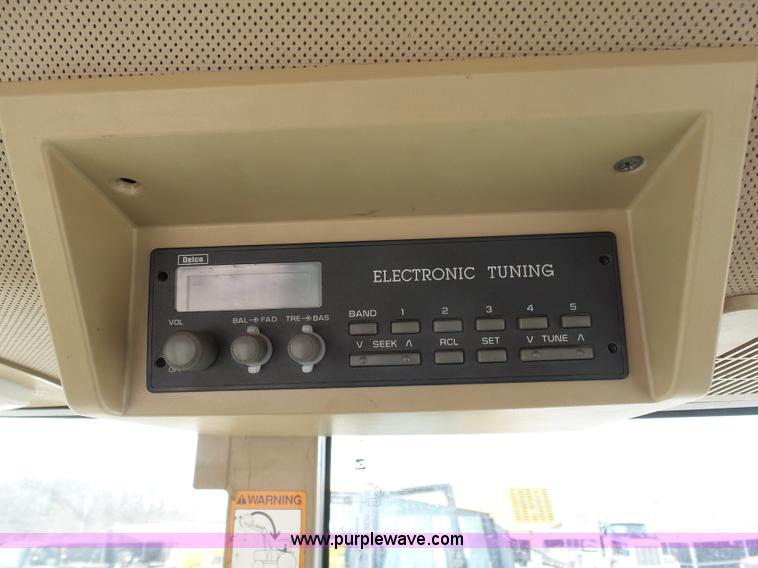 Delco
ELECTRONIC TUNING
VOL
BAL FAD
TRE BAS
BAND 1 2 3 4 5
V SEEK Λ RCL SET V TUNE Λ
WARNING
www.purplewave.com